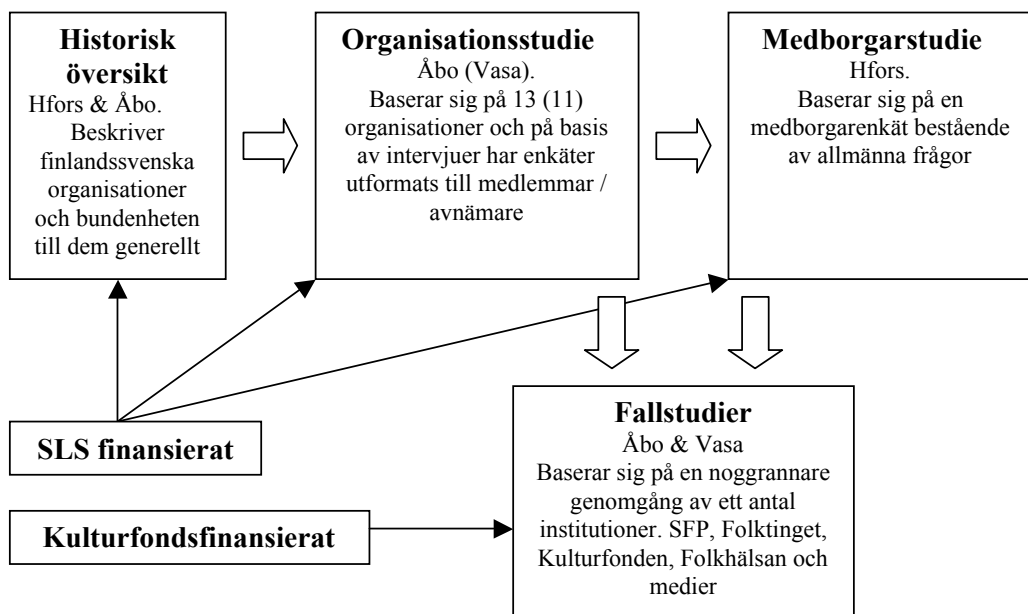 Historisk
översikt
Hfors & Åbo.
Beskriver
finlandssvenska
organisationer
och bundenheten
till dem generellt
Organisationsstudie
Åbo (Vasa).
Baserar sig på 13 (11)
organisationer och på basis
av intervjuer har enkäter
utformats till medlemmar /
avnämare
Medborgarstudie
Hfors.
Baserar sig på en
medborgarenkät bestående
av allmänna frågor
SLS finansierat
Kulturfondsfinansierat
Fallstudier
Åbo & Vasa
Baserar sig på en noggrannare
genomgång av ett antal
institutioner. SFP, Folktinget,
Kulturfonden, Folkhälsan och
medier